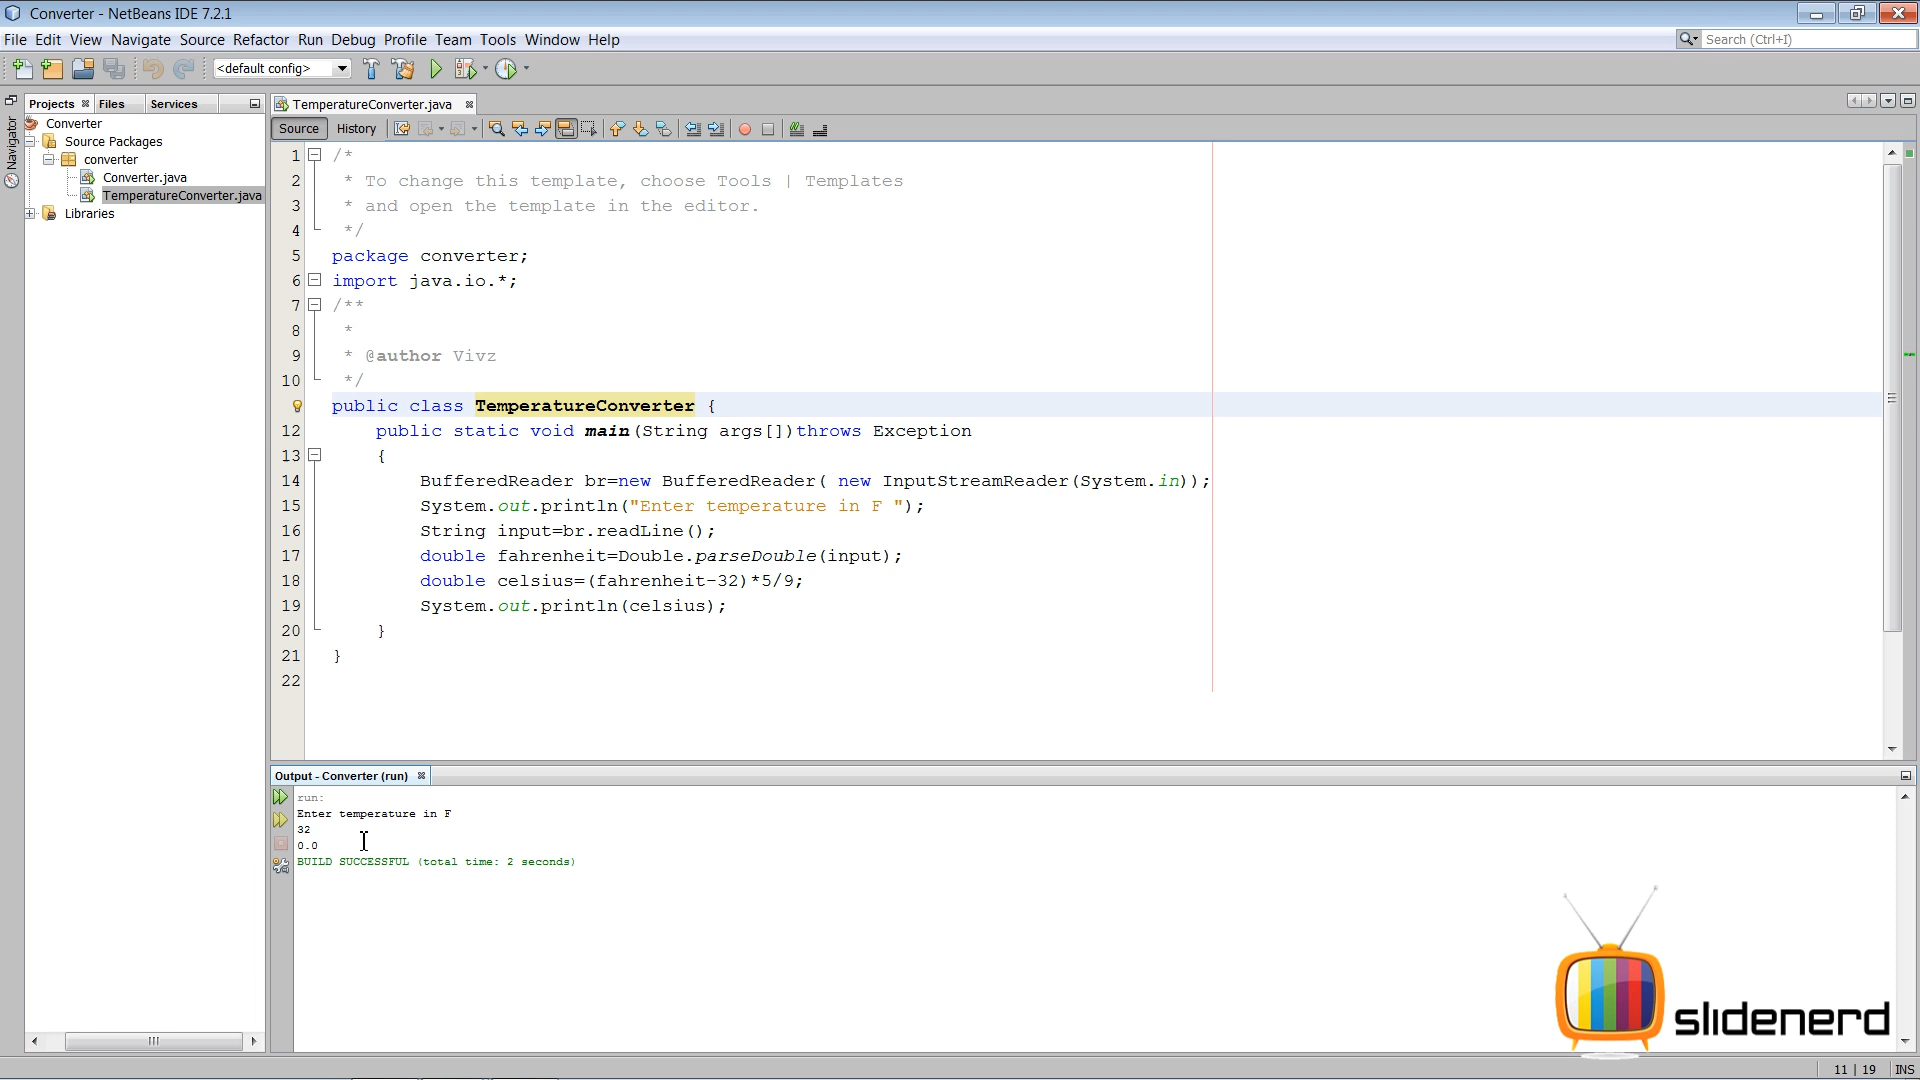 Converter - NetBeans IDE 7.2.1
File Edit View Navigate Source Refactor Run Debug Profile Team Tools Window Help
Search (Ctrl+I)
<default config>
Projects Files Services
Navigator
Converter
Source Packages
converter
Converter.java
TemperatureConverter.java
Libraries
TemperatureConverter.java
Source History
1 /*
2 * To change this template, choose Tools | Templates
3 * and open the template in the editor.
4 */
5 package converter;
6 import java.io.*;
7 /**
8 *
9 * @author Vivz
10 */
public class TemperatureConverter {
12 public static void main(String args[])throws Exception
13 {
14 BufferedReader br=new BufferedReader( new InputStreamReader(System.in));
15 System.out.println("Enter temperature in F ");
16 String input=br.readLine();
17 double fahrenheit=Double.parseDouble(input);
18 double celsius=(fahrenheit-32)*5/9;
19 System.out.println(celsius);
20 }
21 }
22
Output - Converter (run)
run:
Enter temperature in F
32
0.0
BUILD SUCCESSFUL (total time: 2 seconds)
slidenerd
11 | 19 INS